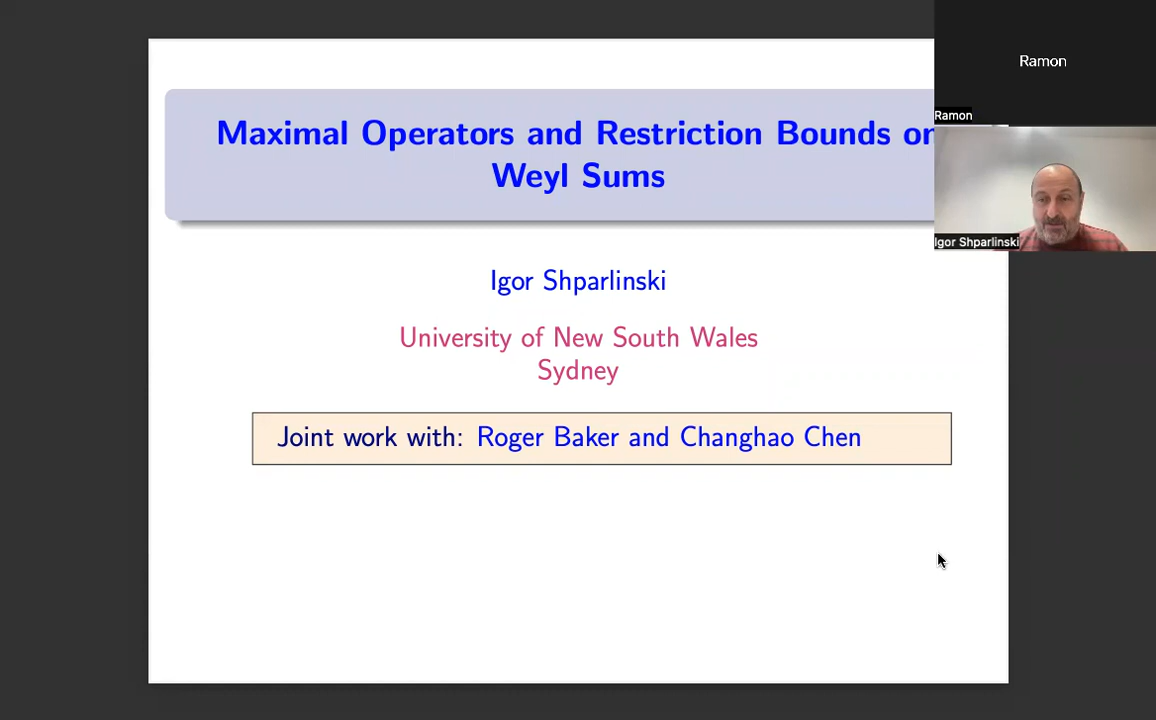 Maximal Operators and Restriction Bounds on
Weyl Sums
Igor Shparlinski
University of New South Wales
Sydney
Joint work with: Roger Baker and Changhao Chen
Ramon
Ramon
Igor Shparlinski